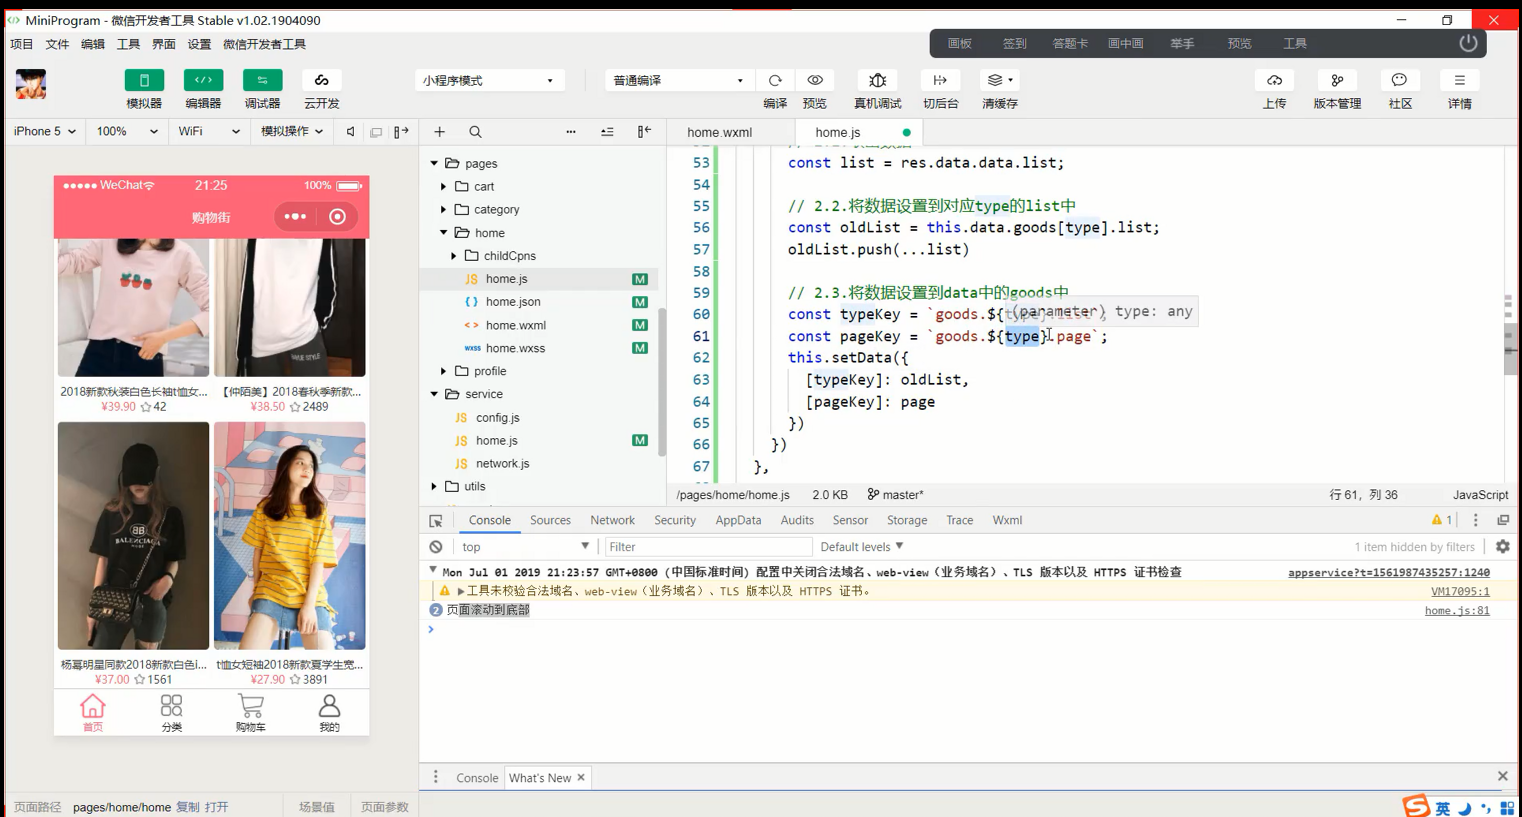 MiniProgram - 微信开发者工具 Stable v1.02.1904090
项目 文件 编辑 工具 界面 设置 微信开发者工具
画板 签到 答题卡 画中画 举手 预览 工具
小程序模式 普通编译
模拟器 编辑器 调试器 云开发 编译 预览 真机调试 切后台 清缓存 上传 版本管理 社区 详情
iPhone 5 100% WiFi 模拟操作
home.wxml home.js
WeChat 21:25 100%
购物街
2018新款秋装白色长袖t恤女...
¥39.90 42
【仲陌美】2018春秋季新款...
¥38.50 2489
BB
BALENCIAGA
杨幂明星同款2018新款白色i...
¥37.00 1561
t恤女短袖2018新款夏学生宽...
¥27.90 3891
首页 分类 购物车 我的
pages
cart
category
home
childCpns
JS home.js M
{ } home.json M
< > home.wxml M
wxss home.wxss M
profile
service
JS config.js
JS home.js M
JS network.js
utils
53 const list = res.data.data.list;
54
55 // 2.2.将数据设置到对应type的list中
56 const oldList = this.data.goods[type].list;
57 oldList.push(...list)
58
59 // 2.3.将数据设置到data中的goods中
60 const typeKey = `goods.${
(parameter) type: any
61 const pageKey = `goods.${type}.page`;
62 this.setData({
63 [typeKey]: oldList,
64 [pageKey]: page
65 })
66 })
67 },
/pages/home/home.js 2.0 KB master* 行 61，列 36 JavaScript
Console Sources Network Security AppData Audits Sensor Storage Trace Wxml 1
top Filter Default levels 1 item hidden by filters
Mon Jul 01 2019 21:23:57 GMT+0800 (中国标准时间) 配置中关闭合法域名、web-view（业务域名）、TLS 版本以及 HTTPS 证书检查 appservice?t=1561987435257:1240
工具未校验合法域名、web-view（业务域名）、TLS 版本以及 HTTPS 证书。 VM17095:1
2 页面滚动到底部 home.js:81
Console What's New
页面路径 pages/home/home 复制 打开 场景值 页面参数
S 英